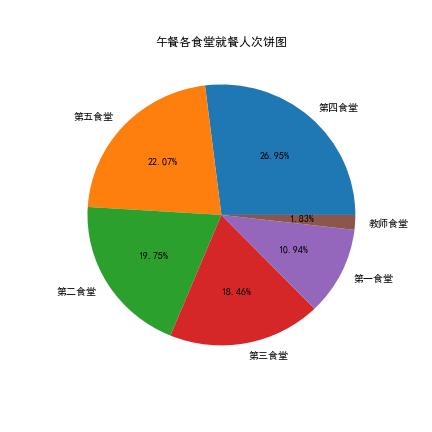 午餐各食堂就餐人次饼图
第四食堂
26.95%
第五食堂
22.07%
第二食堂
19.75%
第三食堂
18.46%
第一食堂
10.94%
教师食堂
1.83%